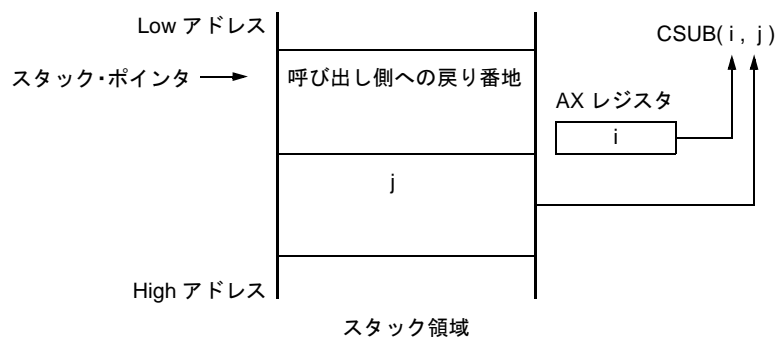 Low アドレス
CSUB( i , j )
スタック・ポインタ
呼び出し側への戻り番地
AX レジスタ
i
j
High アドレス
スタック領域